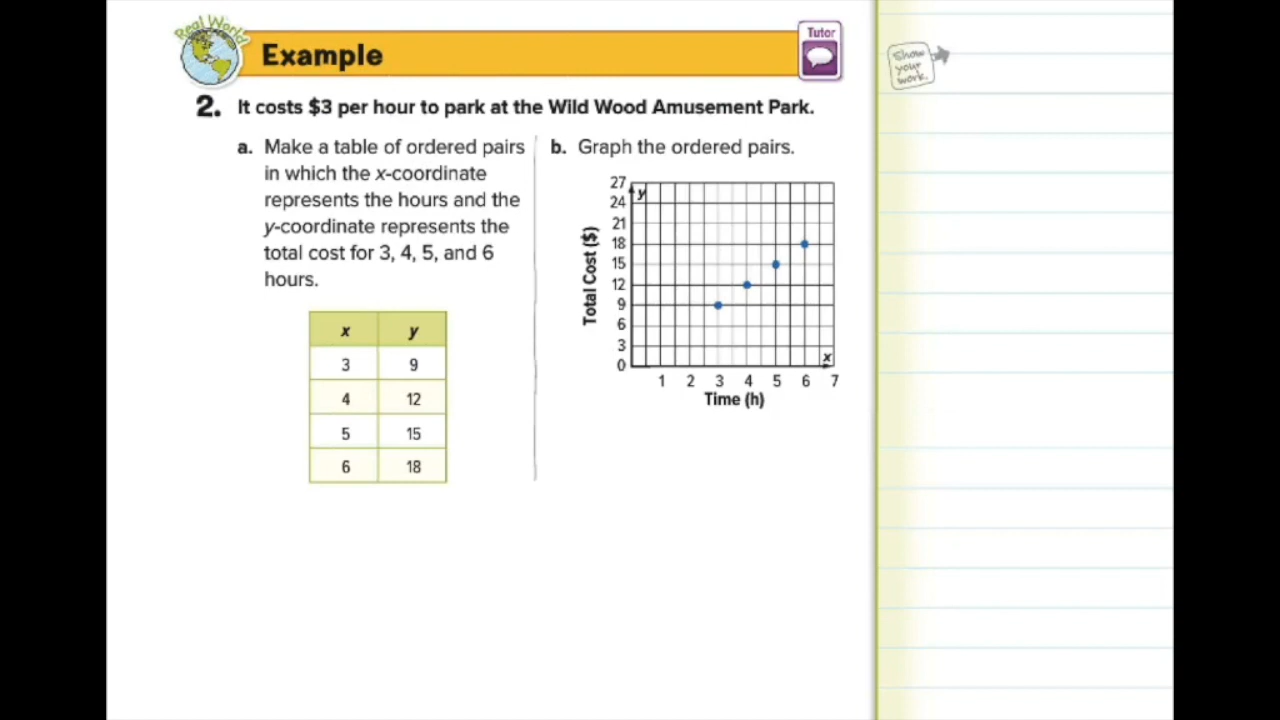 Real World
Example
Tutor
Show
your
work.
2. It costs $3 per hour to park at the Wild Wood Amusement Park.
a. Make a table of ordered pairs
in which the x-coordinate
represents the hours and the
y-coordinate represents the
total cost for 3, 4, 5, and 6
hours.
x y
3 9
4 12
5 15
6 18
b. Graph the ordered pairs.
Total Cost ($)
27
24
21
18
15
12
9
6
3
0
y
x
1 2 3 4 5 6 7
Time (h)